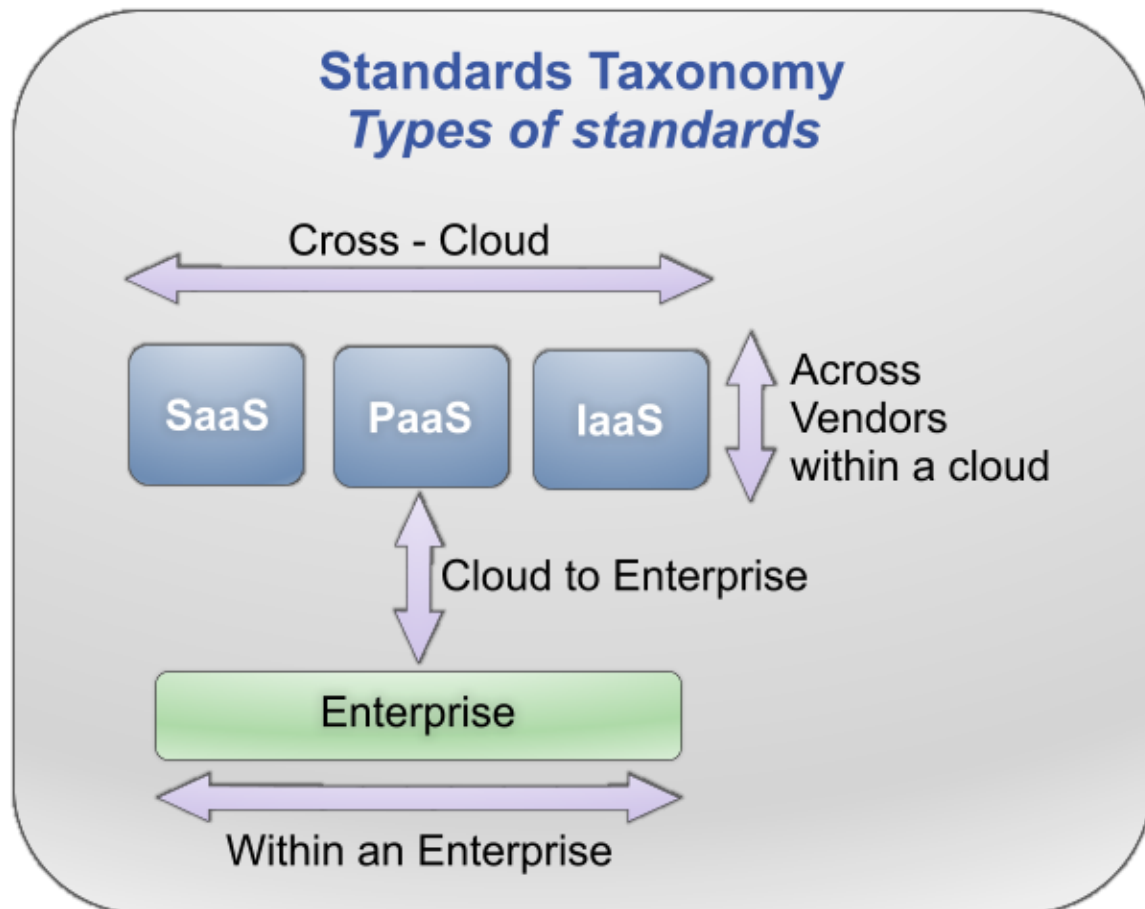 Standards Taxonomy
Types of standards
Cross - Cloud
SaaS
PaaS
IaaS
Across
Vendors
within a cloud
Cloud to Enterprise
Enterprise
Within an Enterprise